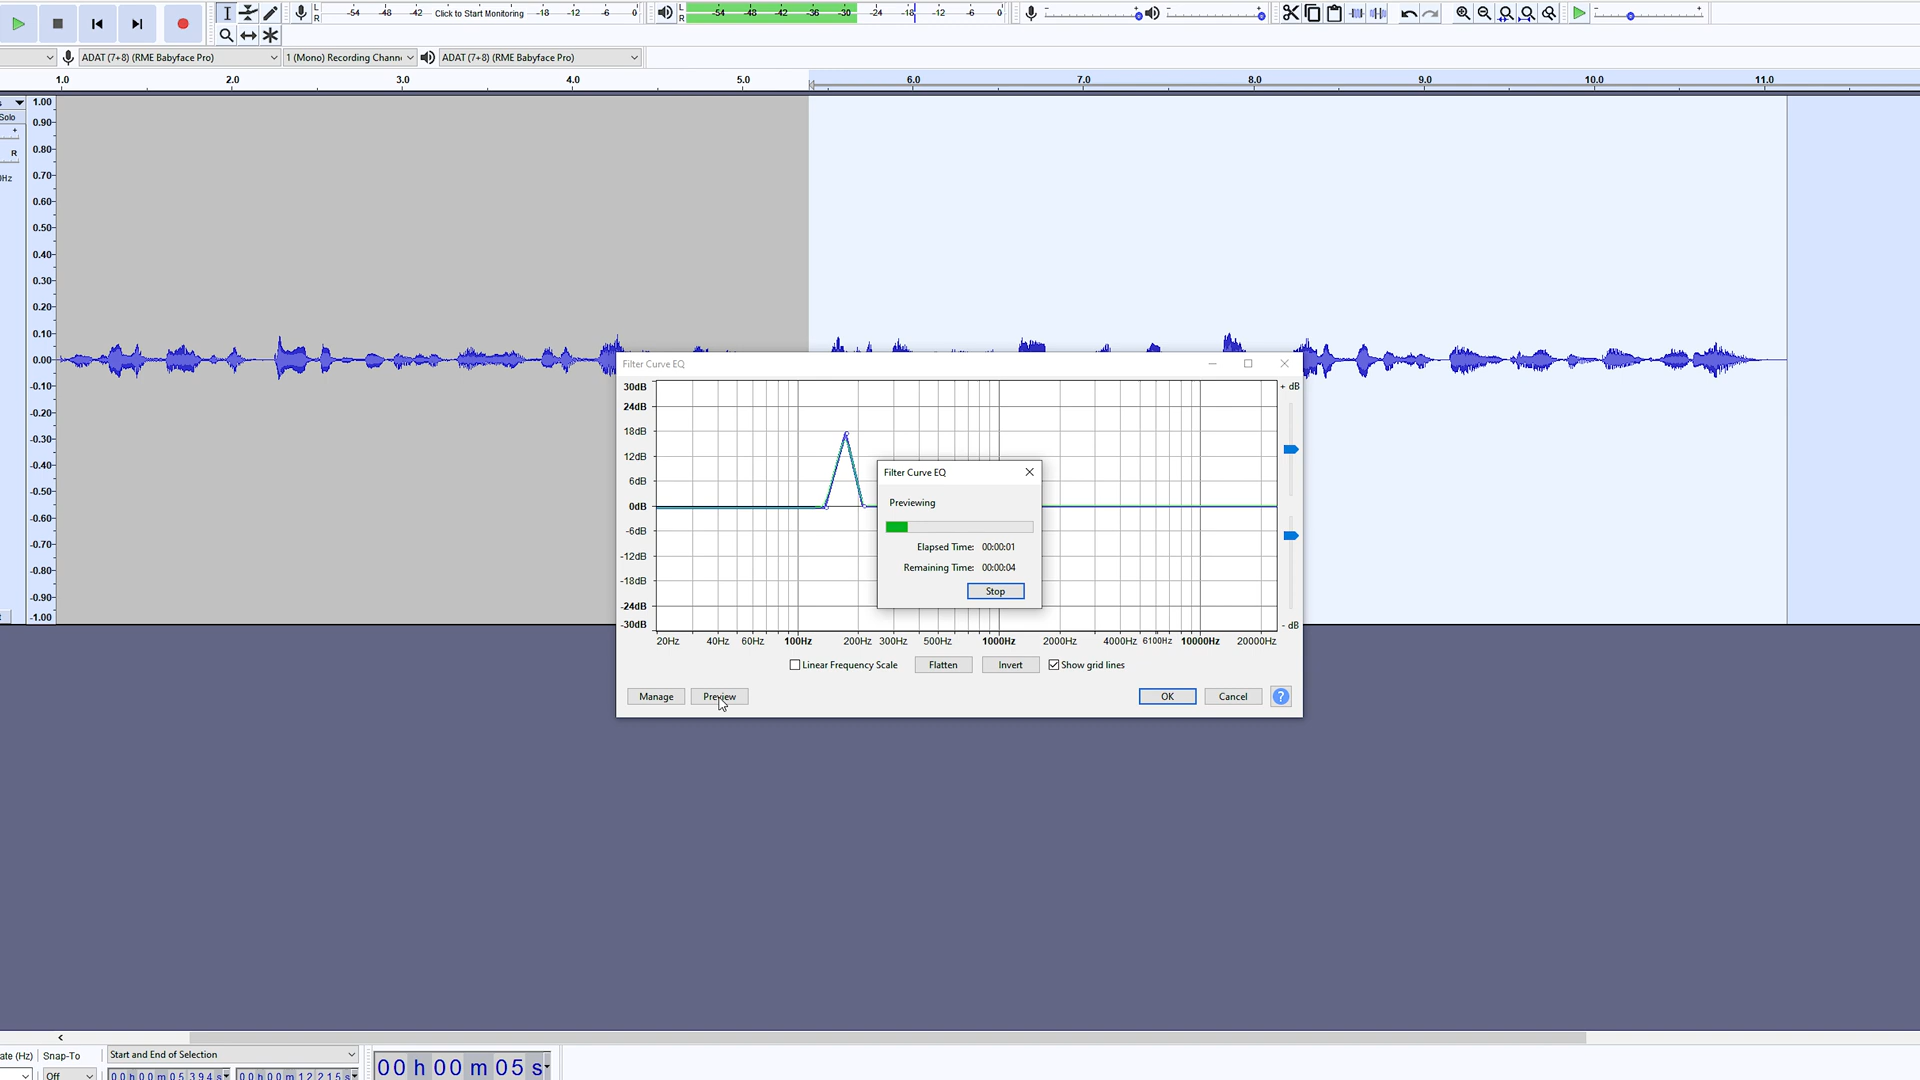 L
R
-54 -48 -42 Click to Start Monitoring -18 -12 -6 0
L
R
-54 -48 -42 -36 -30 -24 -18 -12 -6 0
ADAT (7+8) (RME Babyface Pro)
1 (Mono) Recording Chann
ADAT (7+8) (RME Babyface Pro)
1.0 2.0 3.0 4.0 5.0 6.0 7.0 8.0 9.0 10.0 11.0
s
Solo
+
R
0Hz
1.00
0.90
0.80
0.70
0.60
0.50
0.40
0.30
0.20
0.10
0.00
-0.10
-0.20
-0.30
-0.40
-0.50
-0.60
-0.70
-0.80
-0.90
-1.00
Filter Curve EQ
30dB
24dB
18dB
12dB
6dB
0dB
-6dB
-12dB
-18dB
-24dB
-30dB
+ dB
- dB
20Hz 40Hz 60Hz 100Hz 200Hz 300Hz 500Hz 1000Hz 2000Hz 4000Hz 6100Hz 10000Hz 20000Hz
Filter Curve EQ
Previewing
Elapsed Time: 00:00:01
Remaining Time: 00:00:04
Stop
Linear Frequency Scale
Flatten
Invert
Show grid lines
Manage
Preview
OK
Cancel
?
ate (Hz)
Snap-To
Start and End of Selection
Off
00h00m05.394s
00h00m12.215s
00 h 00 m 05 s